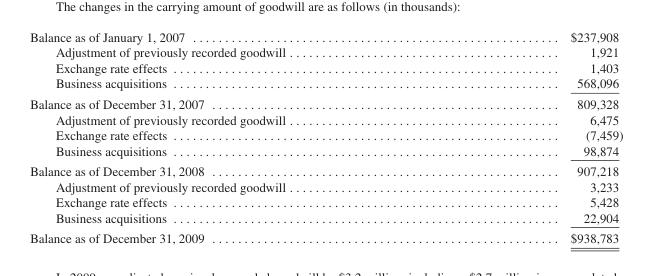 The changes in the carrying amount of goodwill are as follows (in thousands):
Balance as of January 1, 2007 $237,908
Adjustment of previously recorded goodwill 1,921
Exchange rate effects 1,403
Business acquisitions 568,096
Balance as of December 31, 2007 809,328
Adjustment of previously recorded goodwill 6,475
Exchange rate effects (7,459)
Business acquisitions 98,874
Balance as of December 31, 2008 907,218
Adjustment of previously recorded goodwill 3,233
Exchange rate effects 5,428
Business acquisitions 22,904
Balance as of December 31, 2009 $938,783